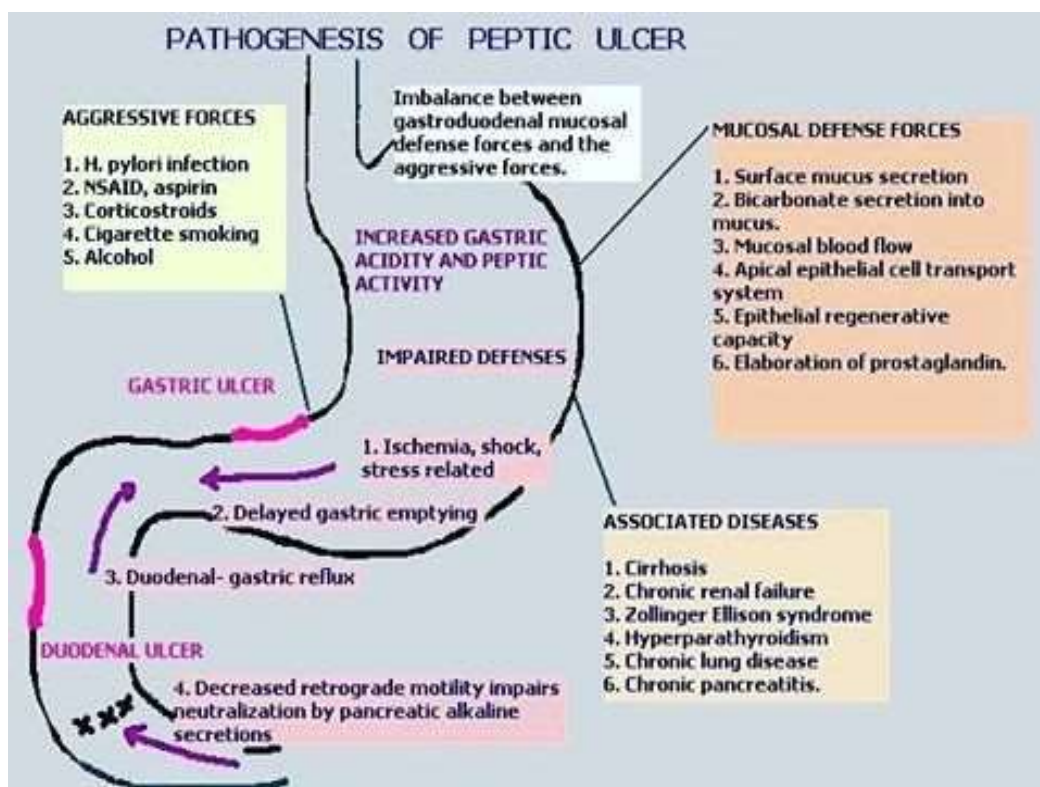 PATHOGENESIS OF PEPTIC ULCER
Imbalance between
gastroduodenal mucosal
defense forces and the
aggressive forces.
AGGRESSIVE FORCES
1. H. pylori infection
2. NSAID, aspirin
3. Corticostroids
4. Cigarette smoking
5. Alcohol
MUCOSAL DEFENSE FORCES
1. Surface mucus secretion
2. Bicarbonate secretion into
mucus.
3. Mucosal blood flow
4. Apical epithelial cell transport
system
5. Epithelial regenerative
capacity
6. Elaboration of prostaglandin.
INCREASED GASTRIC
ACIDITY AND PEPTIC
ACTIVITY
IMPAIRED DEFENSES
GASTRIC ULCER
1. Ischemia, shock,
stress related
2. Delayed gastric emptying
3. Duodenal- gastric reflux
DUODENAL ULCER
4. Decreased retrograde motility impairs
neutralization by pancreatic alkaline
secretions
ASSOCIATED DISEASES
1. Cirrhosis
2. Chronic renal failure
3. Zollinger Ellison syndrome
4. Hyperparathyroidism
5. Chronic lung disease
6. Chronic pancreatitis.